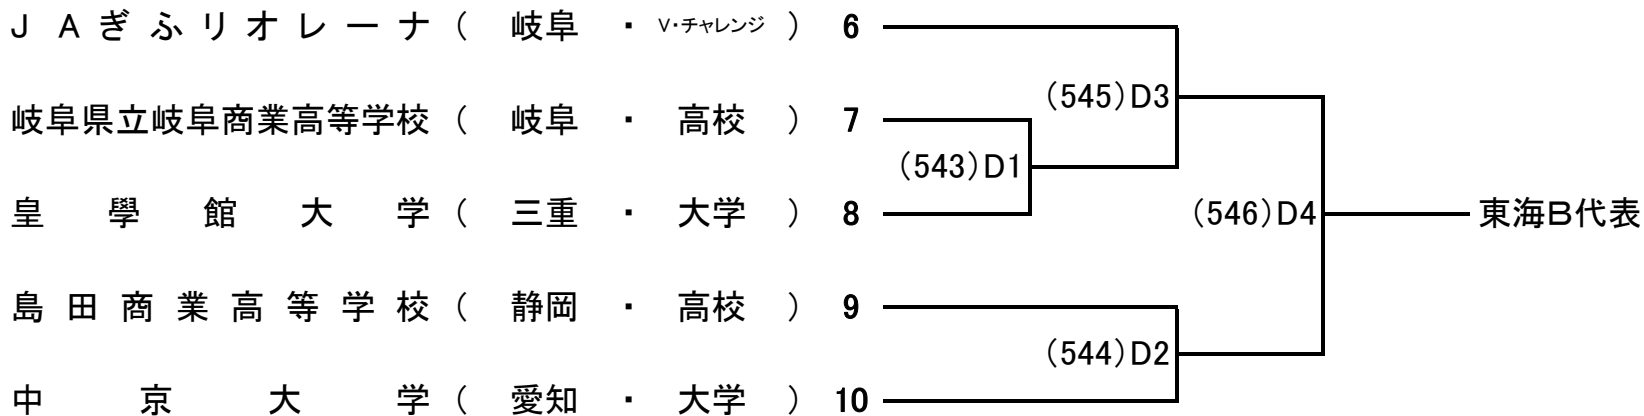 JAぎふリオレーナ（ 岐阜 ・ V・チャレンジ ） 6
(545)D3
岐阜県立岐阜商業高等学校（ 岐阜 ・ 高校 ） 7
(543)D1
皇學館大学（ 三重 ・ 大学 ） 8
(546)D4
東海B代表
島田商業高等学校（ 静岡 ・ 高校 ） 9
(544)D2
中京大学（ 愛知 ・ 大学 ） 10